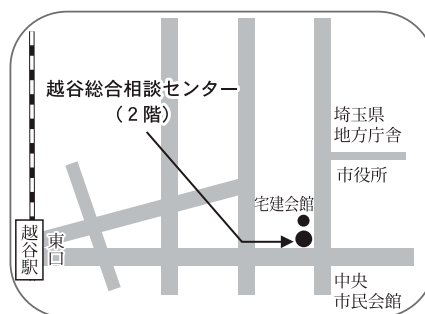 越谷総合相談センター
（２階）
埼玉県
地方庁舎
市役所
宅建会館
東口
越谷駅
中央
市民会館